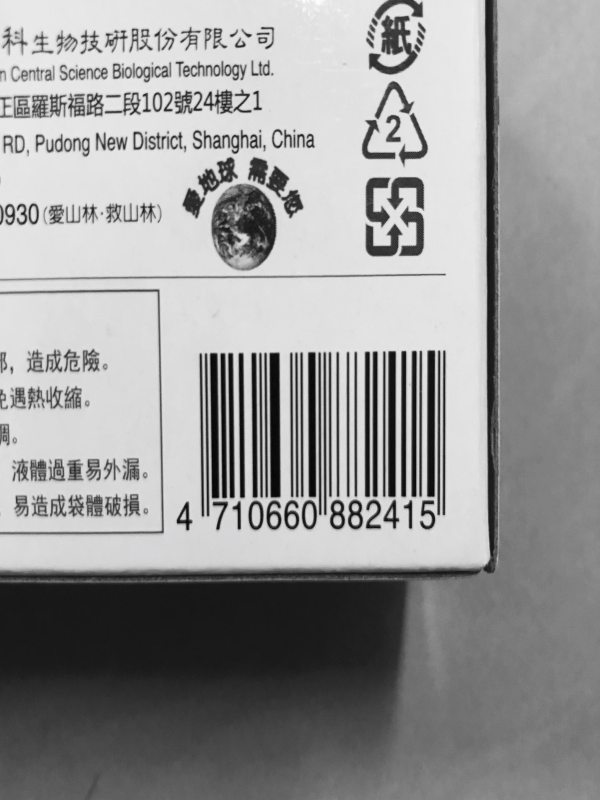 科生物技研股份有限公司
紙
n Central Science Biological Technology Ltd.
正區羅斯福路二段102號24樓之1
2
RD, Pudong New District, Shanghai, China
愛地球 需要您
0930(愛山林·救山林)
部，造成危險。
免遇熱收縮。
調。
液體過重易外漏。
易造成袋體破損。
4 710660 882415